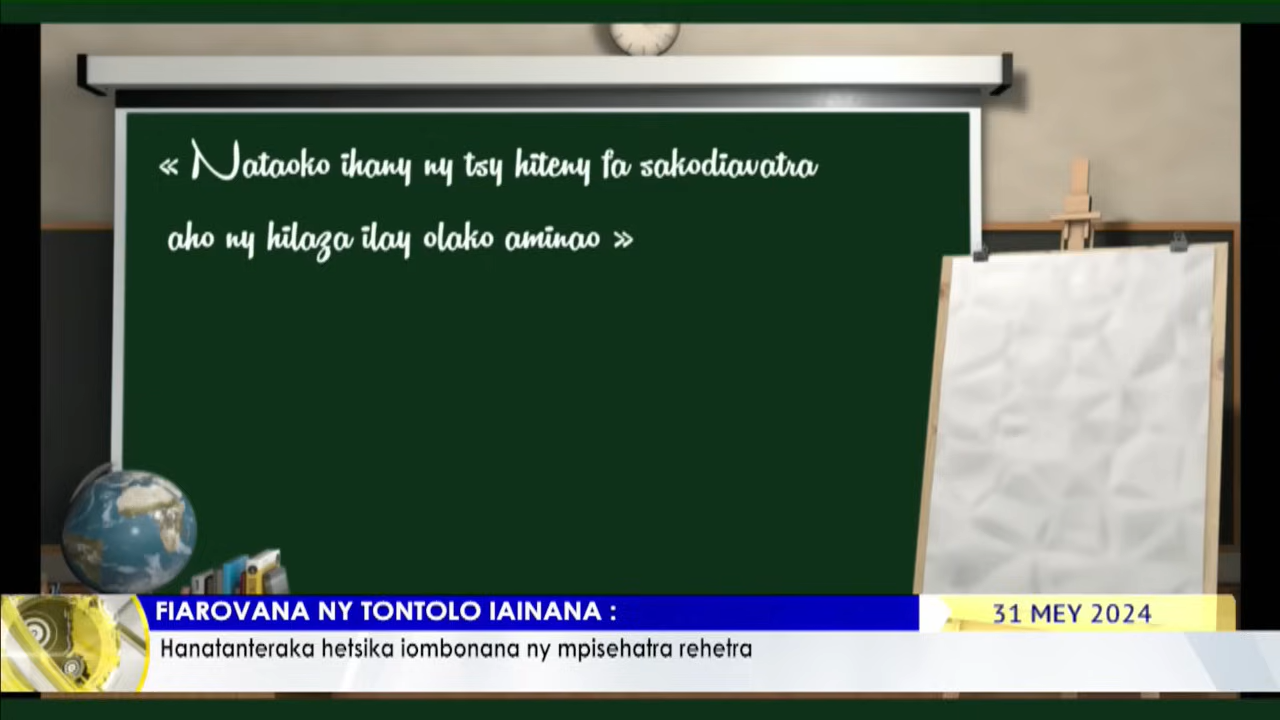 « Nataoko ihany ny tsy hiteny fa sakodiavatra
aho ny hilaza ilay olako aminao »
FIAROVANA NY TONTOLO IAINANA :
31 MEY 2024
Hanatanteraka hetsika iombonana ny mpisehatra rehetra